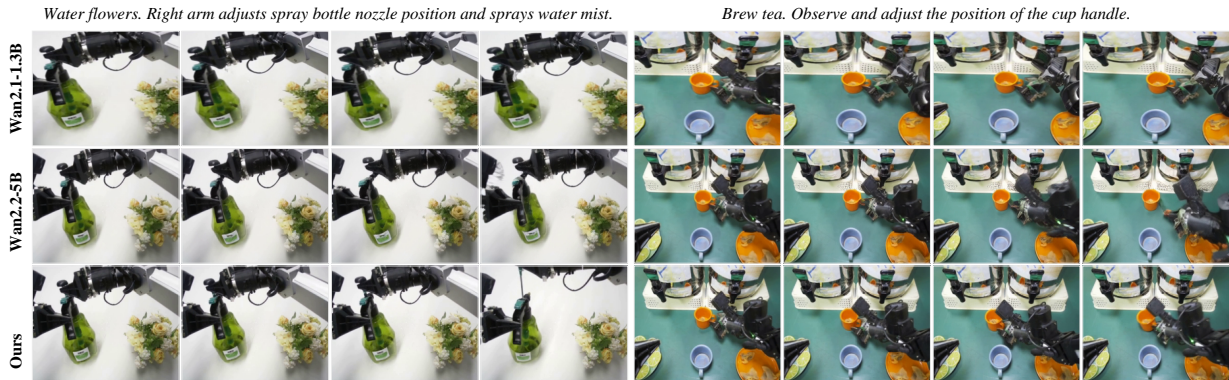 Water flowers. Right arm adjusts spray bottle nozzle position and sprays water mist.
Brew tea. Observe and adjust the position of the cup handle.
Wan2.1-1.3B
Wan2.2-5B
Ours